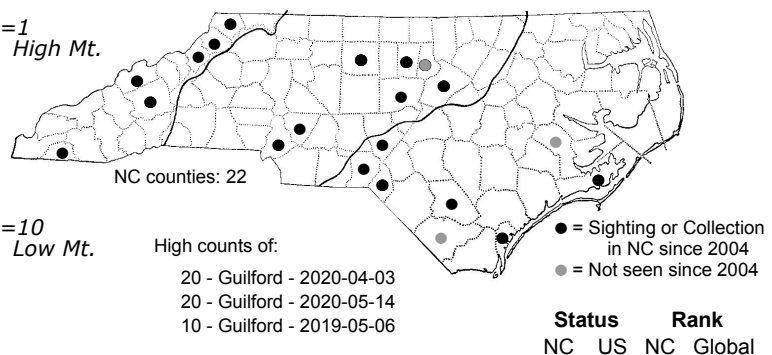 =1
High Mt.
NC counties: 22
=10
Low Mt.
High counts of:
20 - Guilford - 2020-04-03
20 - Guilford - 2020-05-14
10 - Guilford - 2019-05-06
= Sighting or Collection
in NC since 2004
= Not seen since 2004
Status Rank
NC US NC Global